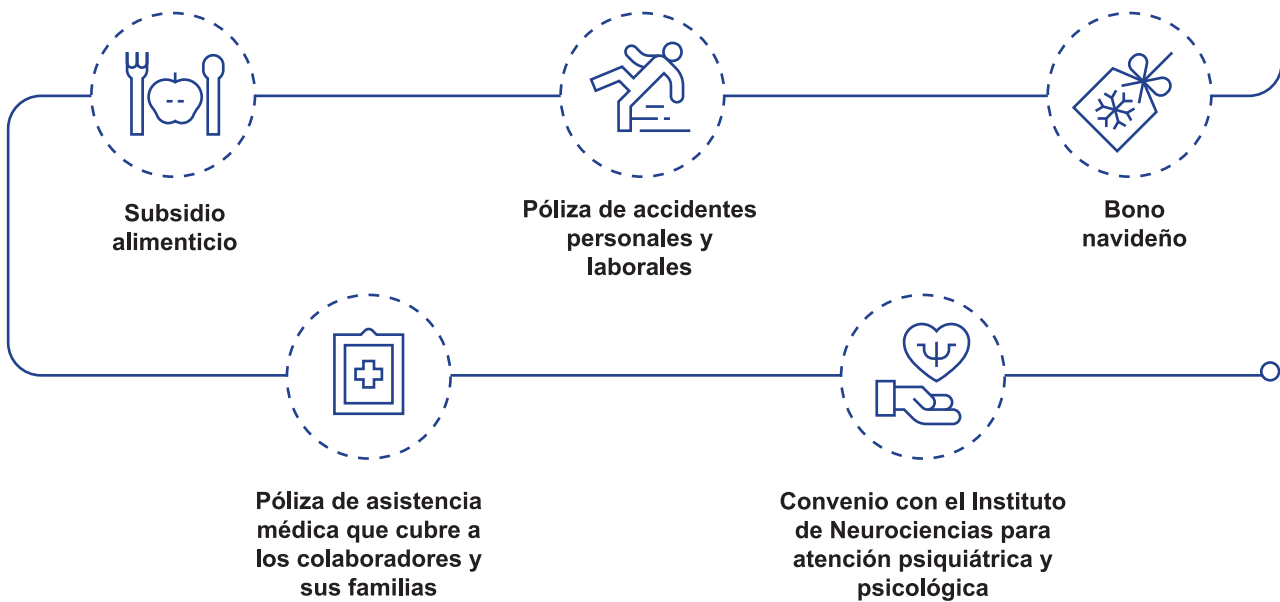 Subsidio
alimenticio
Póliza de accidentes
personales y
laborales
Bono
navideño
Póliza de asistencia
médica que cubre a
los colaboradores y
sus familias
Convenio con el Instituto
de Neurociencias para
atención psiquiátrica y
psicológica